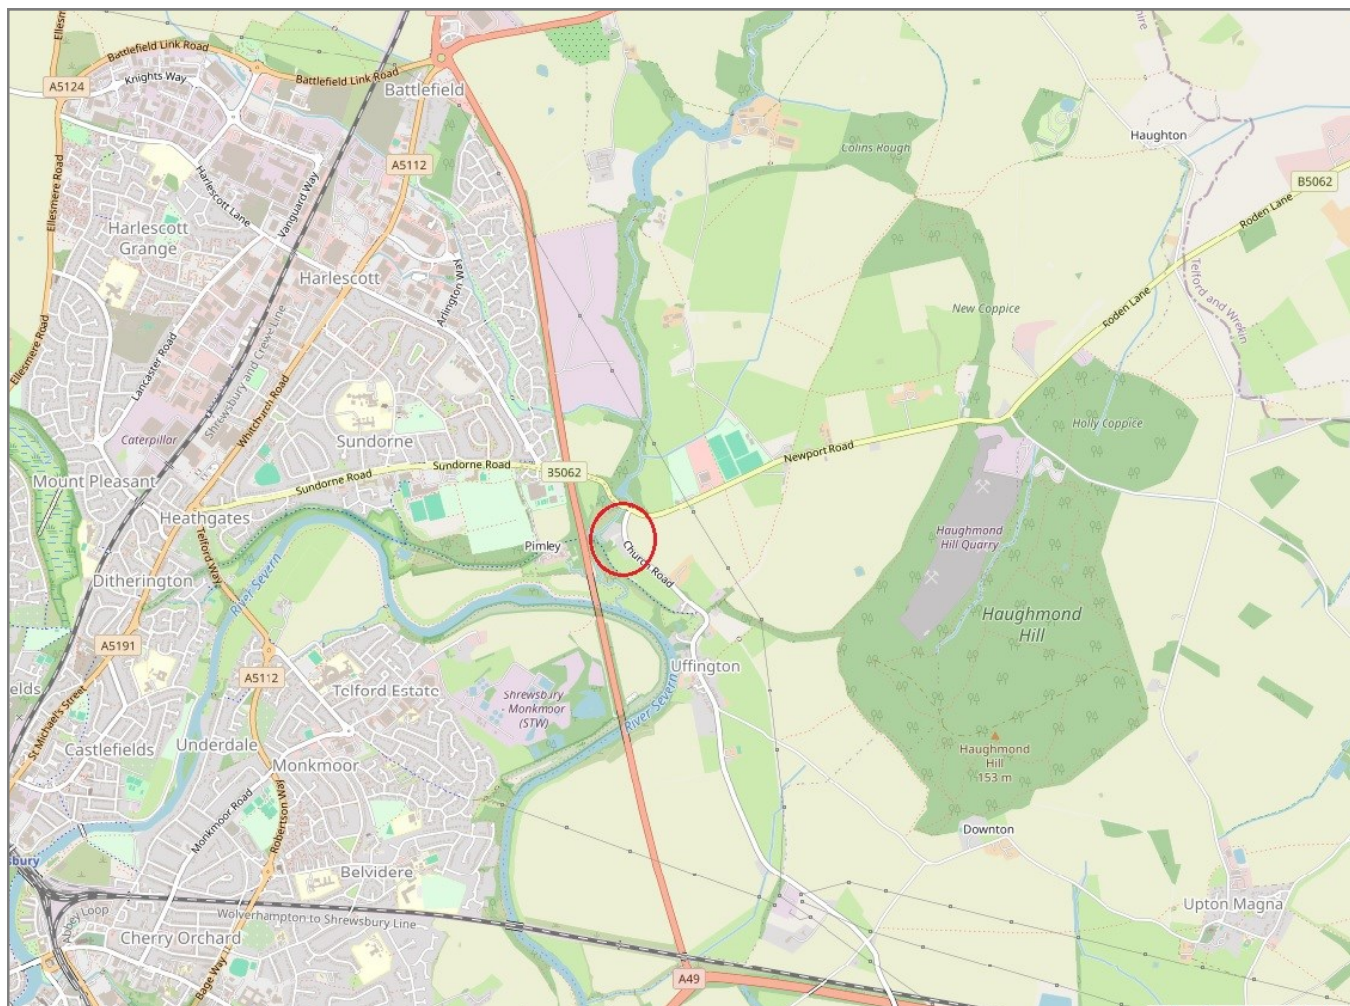 Ellesm
Battlefield Link Road
Knights Way
Battlefield Link Road
A5124
Battlefield
Haughton
Colins Rough
A5112
B5062
Ellesmere Road
Harlescott Lane
Vanguard Way
Roden Lane
Harlescott
Grange
Harlescott
Arlington Way
Telford and Wrekin
New Coppice
Roden Lane
Ellesmere Road
Lancaster Road
Shrewsbury and Crewe Line
Whitchurch Road
Caterpillar
Sundorne
Holly Coppice
Newport Road
Sundorne Road
Sundorne Road
B5062
Mount Pleasant
Heathgates
Haughmond
Hill Quarry
Pimley
Church Road
Telford Way
Ditherington
River Severn
Haughmond
Hill
A5191
A5112
Uffington
Telford Estate
Shrewsbury
- Monkmoor
(STW)
River Severn
St Michael's Street
Castlefields
Underdale
Monkmoor
Haughmond
Hill
153 m
Monkmoor Road
Robertson Way
Downton
Belvidere
Wolverhampton to Shrewsbury Line
Abbey Loop
Upton Magna
Cherry Orchard
Bage Way
A49